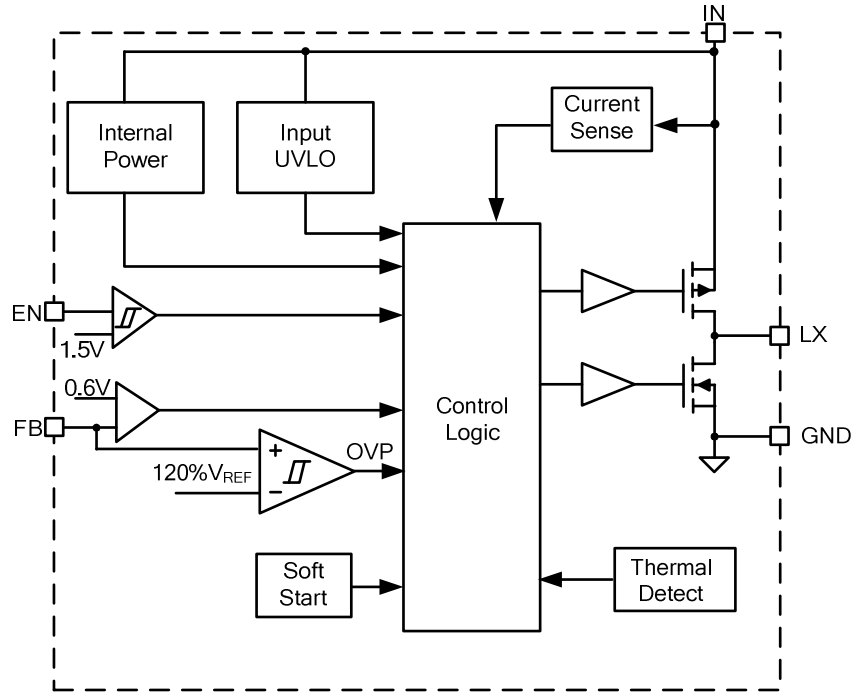 IN
Internal
Power
Input
UVLO
Current
Sense
EN
1.5V
LX
0.6V
FB
Control
Logic
GND
+
120%VREF
−
OVP
Soft
Start
Thermal
Detect